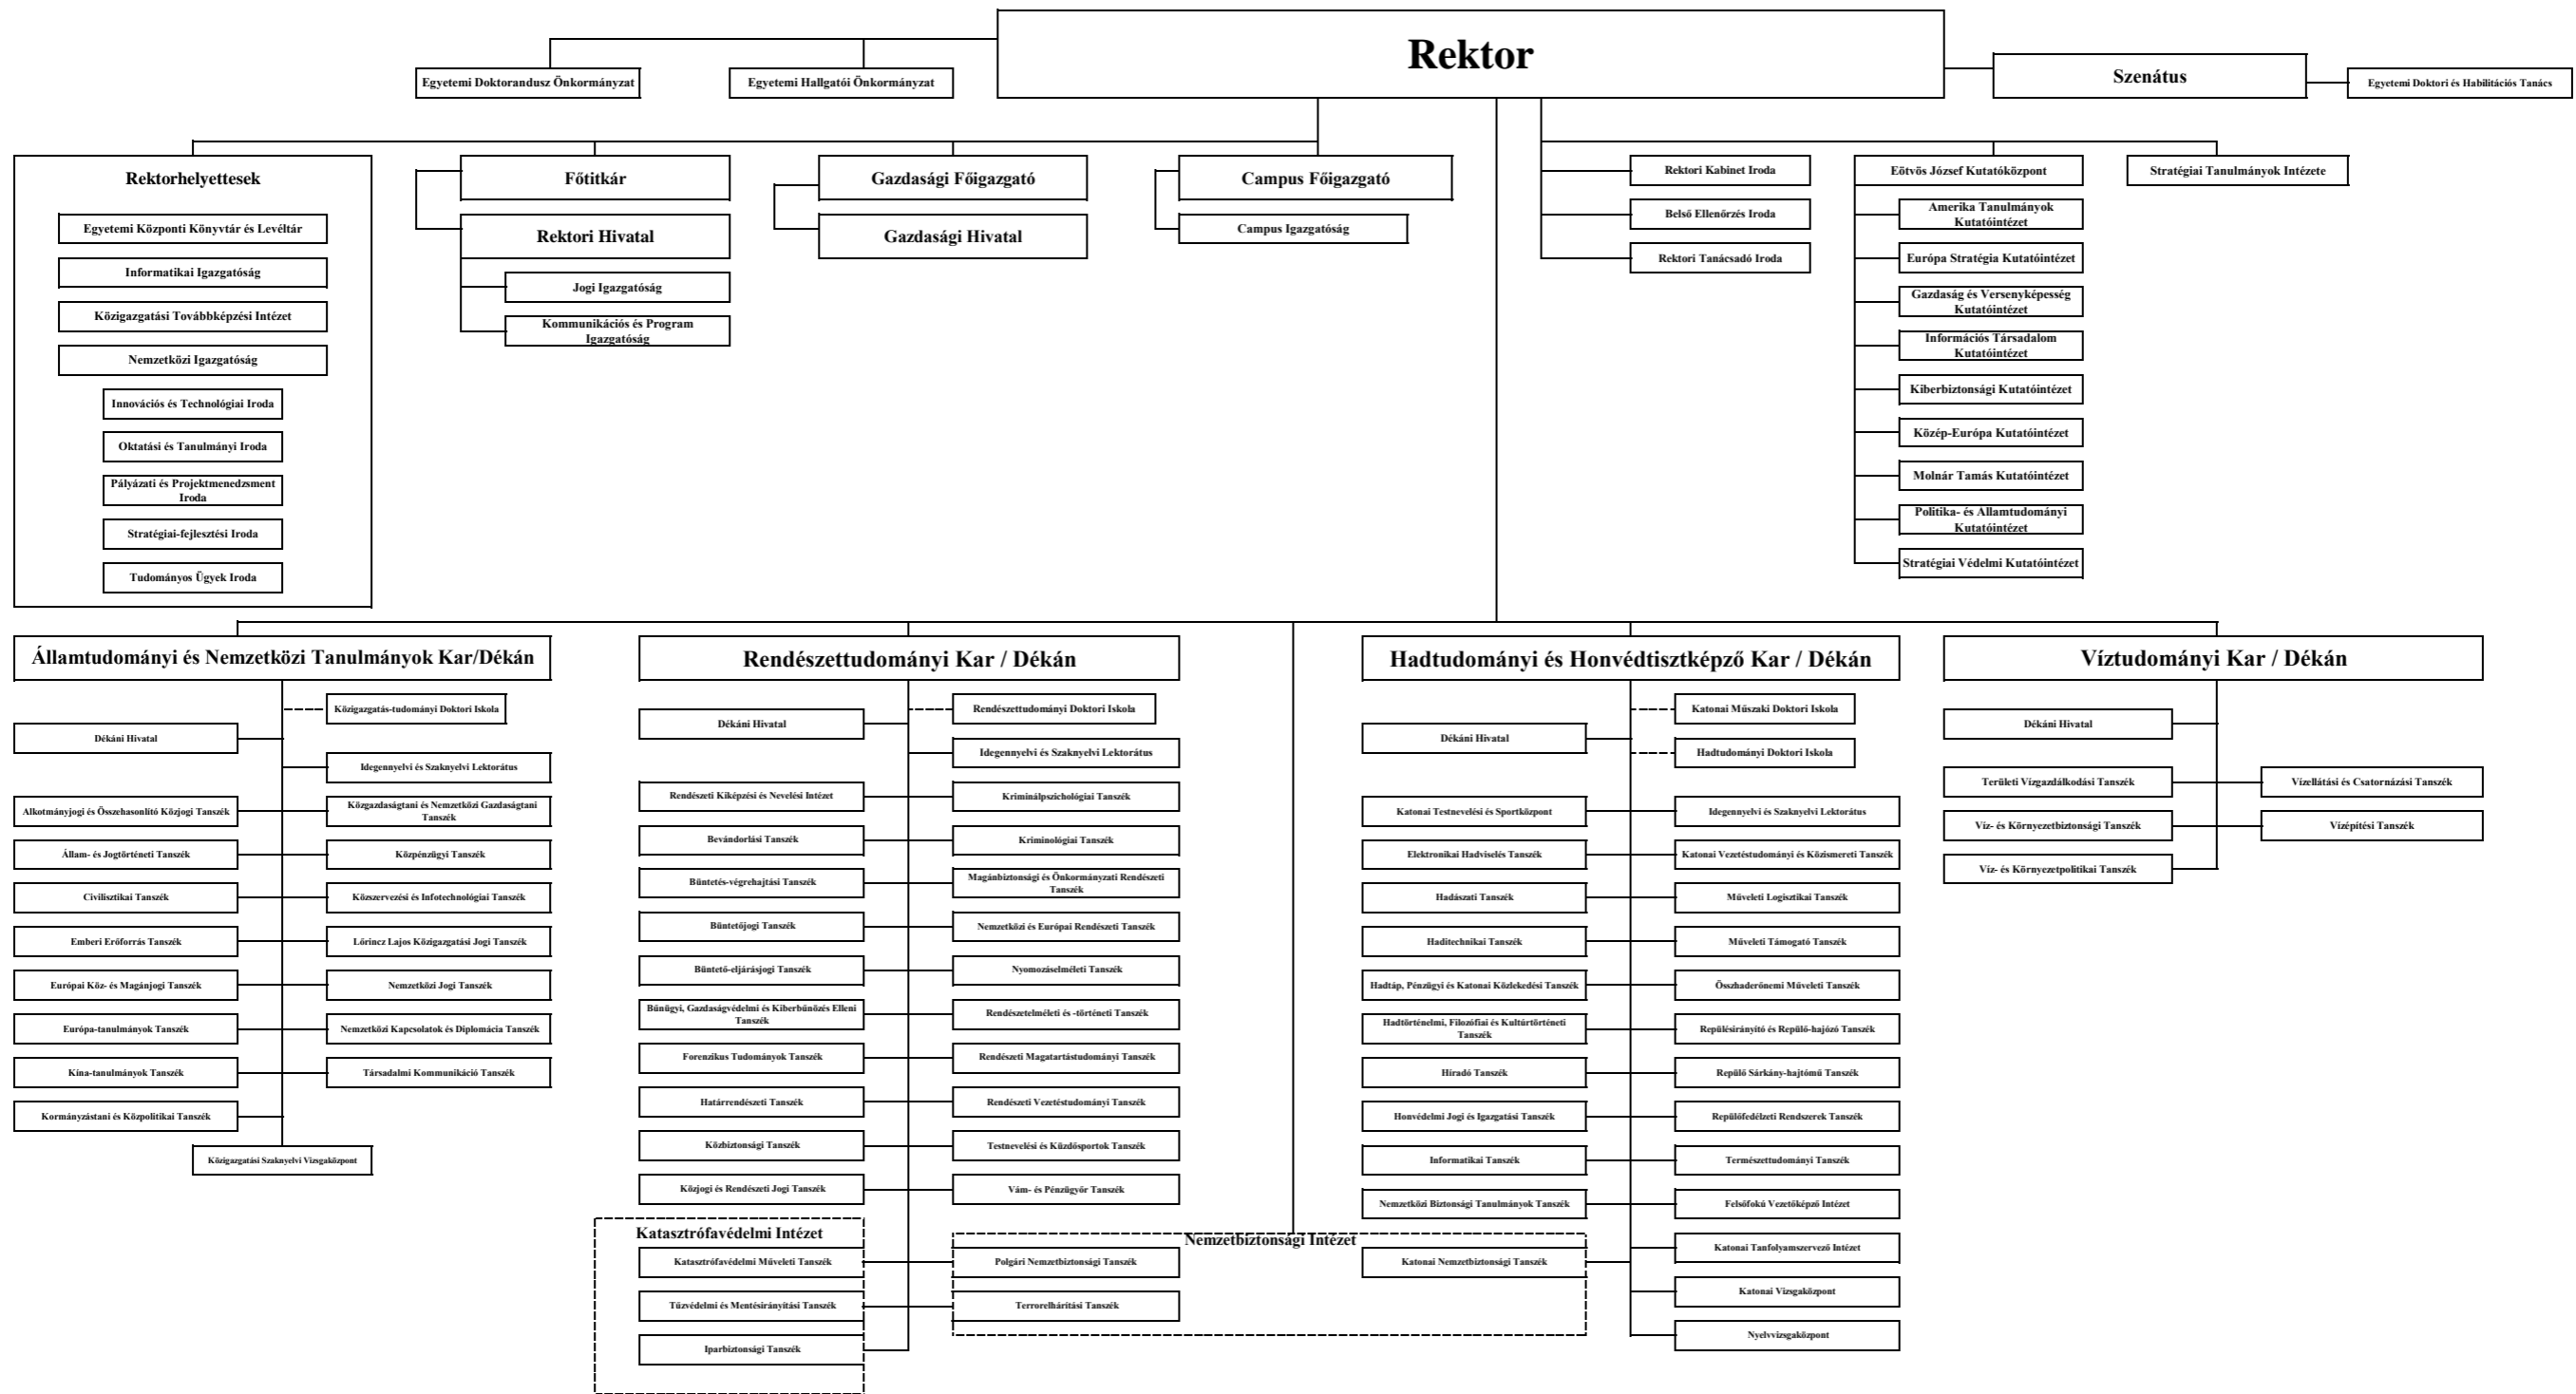 Rektor
Egyetemi Doktorandusz Önkormányzat
Egyetemi Hallgatói Önkormányzat
Szenátus
Egyetemi Doktori és Habilitációs Tanács
Rektorhelyettesek
Egyetemi Központi Könyvtár és Levéltár
Informatikai Igazgatóság
Közigazgatási Továbbképzési Intézet
Nemzetközi Igazgatóság
Innovációs és Technológiai Iroda
Oktatási és Tanulmányi Iroda
Pályázati és Projektmenedzsment
Iroda
Stratégiai-fejlesztési Iroda
Tudományos Ügyek Iroda
Főtitkár
Rektori Hivatal
Jogi Igazgatóság
Kommunikációs és Program
Igazgatóság
Gazdasági Főigazgató
Gazdasági Hivatal
Campus Főigazgató
Campus Igazgatóság
Rektori Kabinet Iroda
Belső Ellenőrzés Iroda
Rektori Tanácsadó Iroda
Eötvös József Kutatóközpont
Amerika Tanulmányok
Kutatóintézet
Európa Stratégia Kutatóintézet
Gazdaság és Versenyképesség
Kutatóintézet
Információs Társadalom
Kutatóintézet
Kiberbiztonsági Kutatóintézet
Közép-Európa Kutatóintézet
Molnár Tamás Kutatóintézet
Politika- és Államtudományi
Kutatóintézet
Stratégiai Védelmi Kutatóintézet
Stratégiai Tanulmányok Intézete
Államtudományi és Nemzetközi Tanulmányok Kar/Dékán
Közigazgatás-tudományi Doktori Iskola
Dékáni Hivatal
Idegennyelvi és Szaknyelvi Lektorátus
Alkotmányjogi és Összehasonlító Közjogi Tanszék
Közgazdaságtani és Nemzetközi Gazdaságtani
Tanszék
Állam- és Jogtörténeti Tanszék
Közpénzügyi Tanszék
Civilisztikai Tanszék
Közszervezési és Infotechnológiai Tanszék
Emberi Erőforrás Tanszék
Lőrincz Lajos Közigazgatási Jogi Tanszék
Európai Köz- és Magánjogi Tanszék
Nemzetközi Jogi Tanszék
Európa-tanulmányok Tanszék
Nemzetközi Kapcsolatok és Diplomácia Tanszék
Kína-tanulmányok Tanszék
Társadalmi Kommunikáció Tanszék
Kormányzástani és Közpolitikai Tanszék
Közigazgatási Szaknyelvi Vizsgaközpont
Rendészettudományi Kar / Dékán
Rendészettudományi Doktori Iskola
Dékáni Hivatal
Idegennyelvi és Szaknyelvi Lektorátus
Rendészeti Kiképzési és Nevelési Intézet
Kriminálpszichológiai Tanszék
Bevándorlási Tanszék
Kriminológiai Tanszék
Büntetés-végrehajtási Tanszék
Magánbiztonsági és Önkormányzati Rendészeti
Tanszék
Büntetőjogi Tanszék
Nemzetközi és Európai Rendészeti Tanszék
Büntető-eljárásjogi Tanszék
Nyomozáselméleti Tanszék
Bűnügyi, Gazdaságvédelmi és Kiberbűnözés Elleni
Tanszék
Rendészetelméleti és -történeti Tanszék
Forenzikus Tudományok Tanszék
Rendészeti Magatartástudományi Tanszék
Határrendészeti Tanszék
Rendészeti Vezetéstudományi Tanszék
Közbiztonsági Tanszék
Testnevelési és Küzdősportok Tanszék
Közjogi és Rendészeti Jogi Tanszék
Vám- és Pénzügyőr Tanszék
Katasztrófavédelmi Intézet
Katasztrófavédelmi Műveleti Tanszék
Tűzvédelmi és Mentésirányítási Tanszék
Iparbiztonsági Tanszék
Nemzetbiztonsági Intézet
Polgári Nemzetbiztonsági Tanszék
Terrorelhárítási Tanszék
Katonai Nemzetbiztonsági Tanszék
Hadtudományi és Honvédtisztképző Kar / Dékán
Katonai Műszaki Doktori Iskola
Dékáni Hivatal
Hadtudományi Doktori Iskola
Katonai Testnevelési és Sportközpont
Idegennyelvi és Szaknyelvi Lektorátus
Elektronikai Hadviselés Tanszék
Katonai Vezetéstudományi és Közismereti Tanszék
Hadászati Tanszék
Műveleti Logisztikai Tanszék
Haditechnikai Tanszék
Műveleti Támogató Tanszék
Hadtáp, Pénzügyi és Katonai Közlekedési Tanszék
Összhaderőnemi Műveleti Tanszék
Hadtörténelmi, Filozófiai és Kultúrtörténeti
Tanszék
Repülésirányító és Repülő-hajózó Tanszék
Híradó Tanszék
Repülő Sárkány-hajtómű Tanszék
Honvédelmi Jogi és Igazgatási Tanszék
Repülőfedélzeti Rendszerek Tanszék
Informatikai Tanszék
Természettudományi Tanszék
Nemzetközi Biztonsági Tanulmányok Tanszék
Felsőfokú Vezetőképző Intézet
Katonai Tanfolyamszervező Intézet
Katonai Vizsgaközpont
Nyelvvizsgaközpont
Víztudományi Kar / Dékán
Dékáni Hivatal
Területi Vízgazdálkodási Tanszék
Vízellátási és Csatornázási Tanszék
Víz- és Környezetbiztonsági Tanszék
Vízépítési Tanszék
Víz- és Környezetpolitikai Tanszék